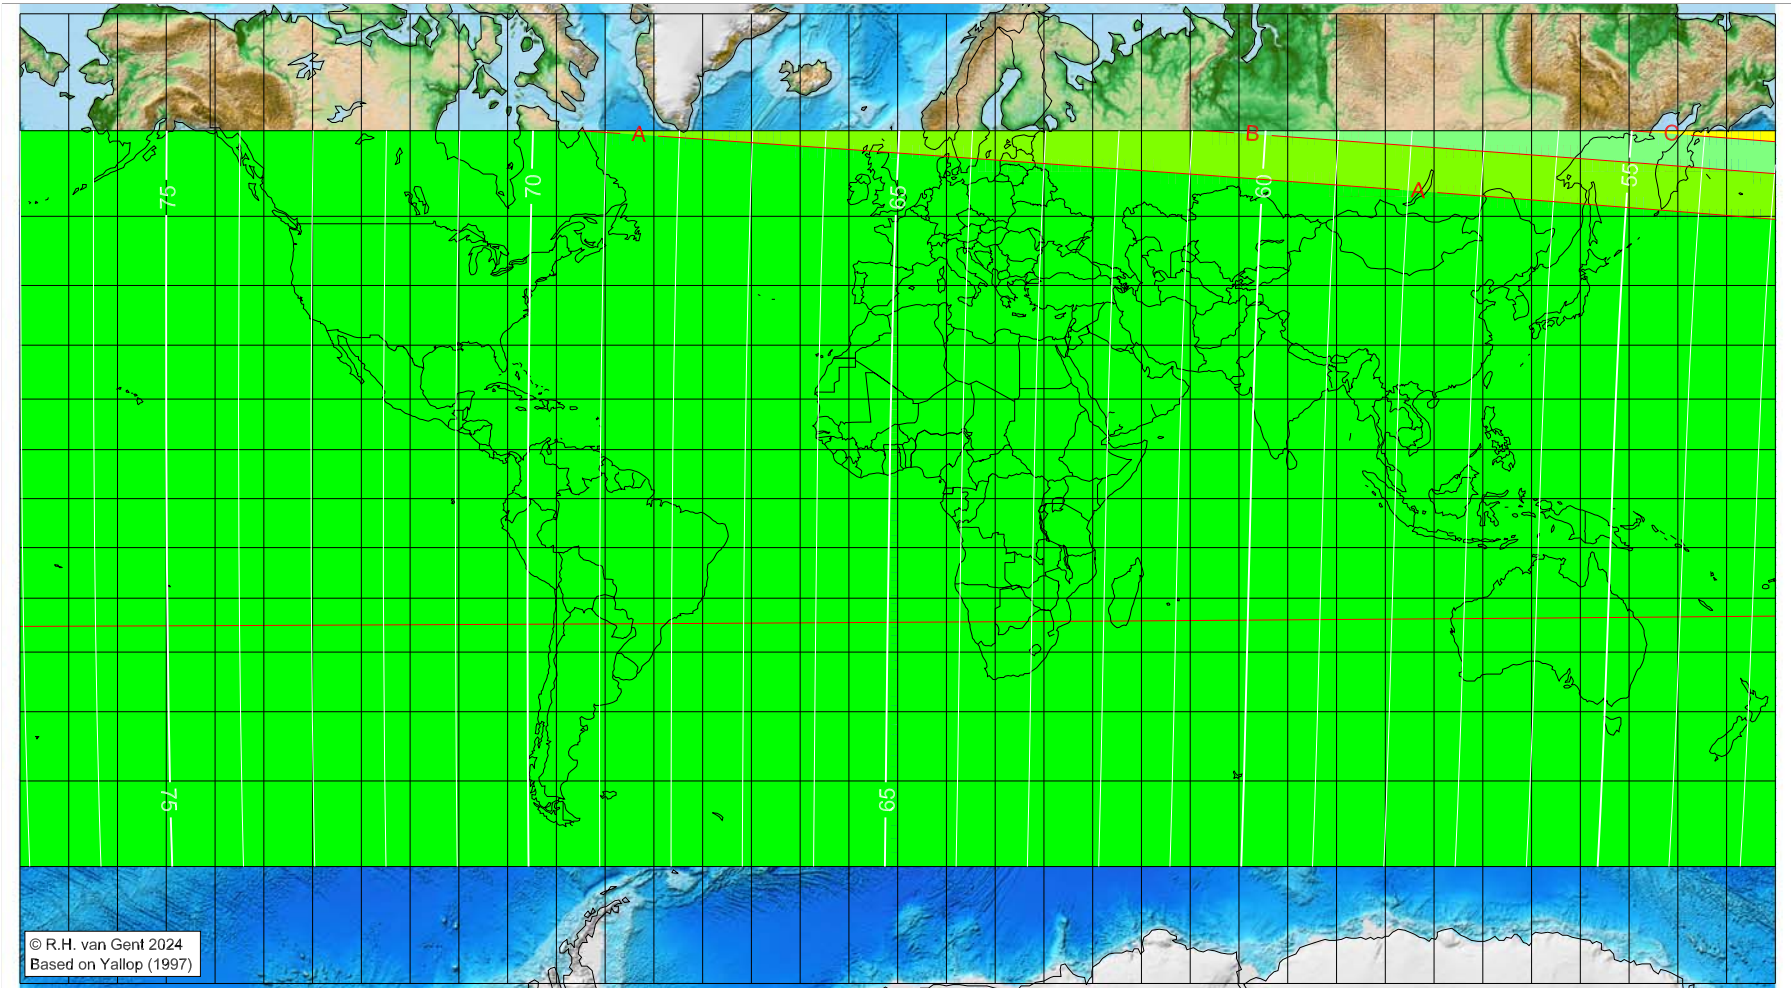 A
B
C
75
70
65
60
55
A
75
65
© R.H. van Gent 2024
Based on Yallop (1997)